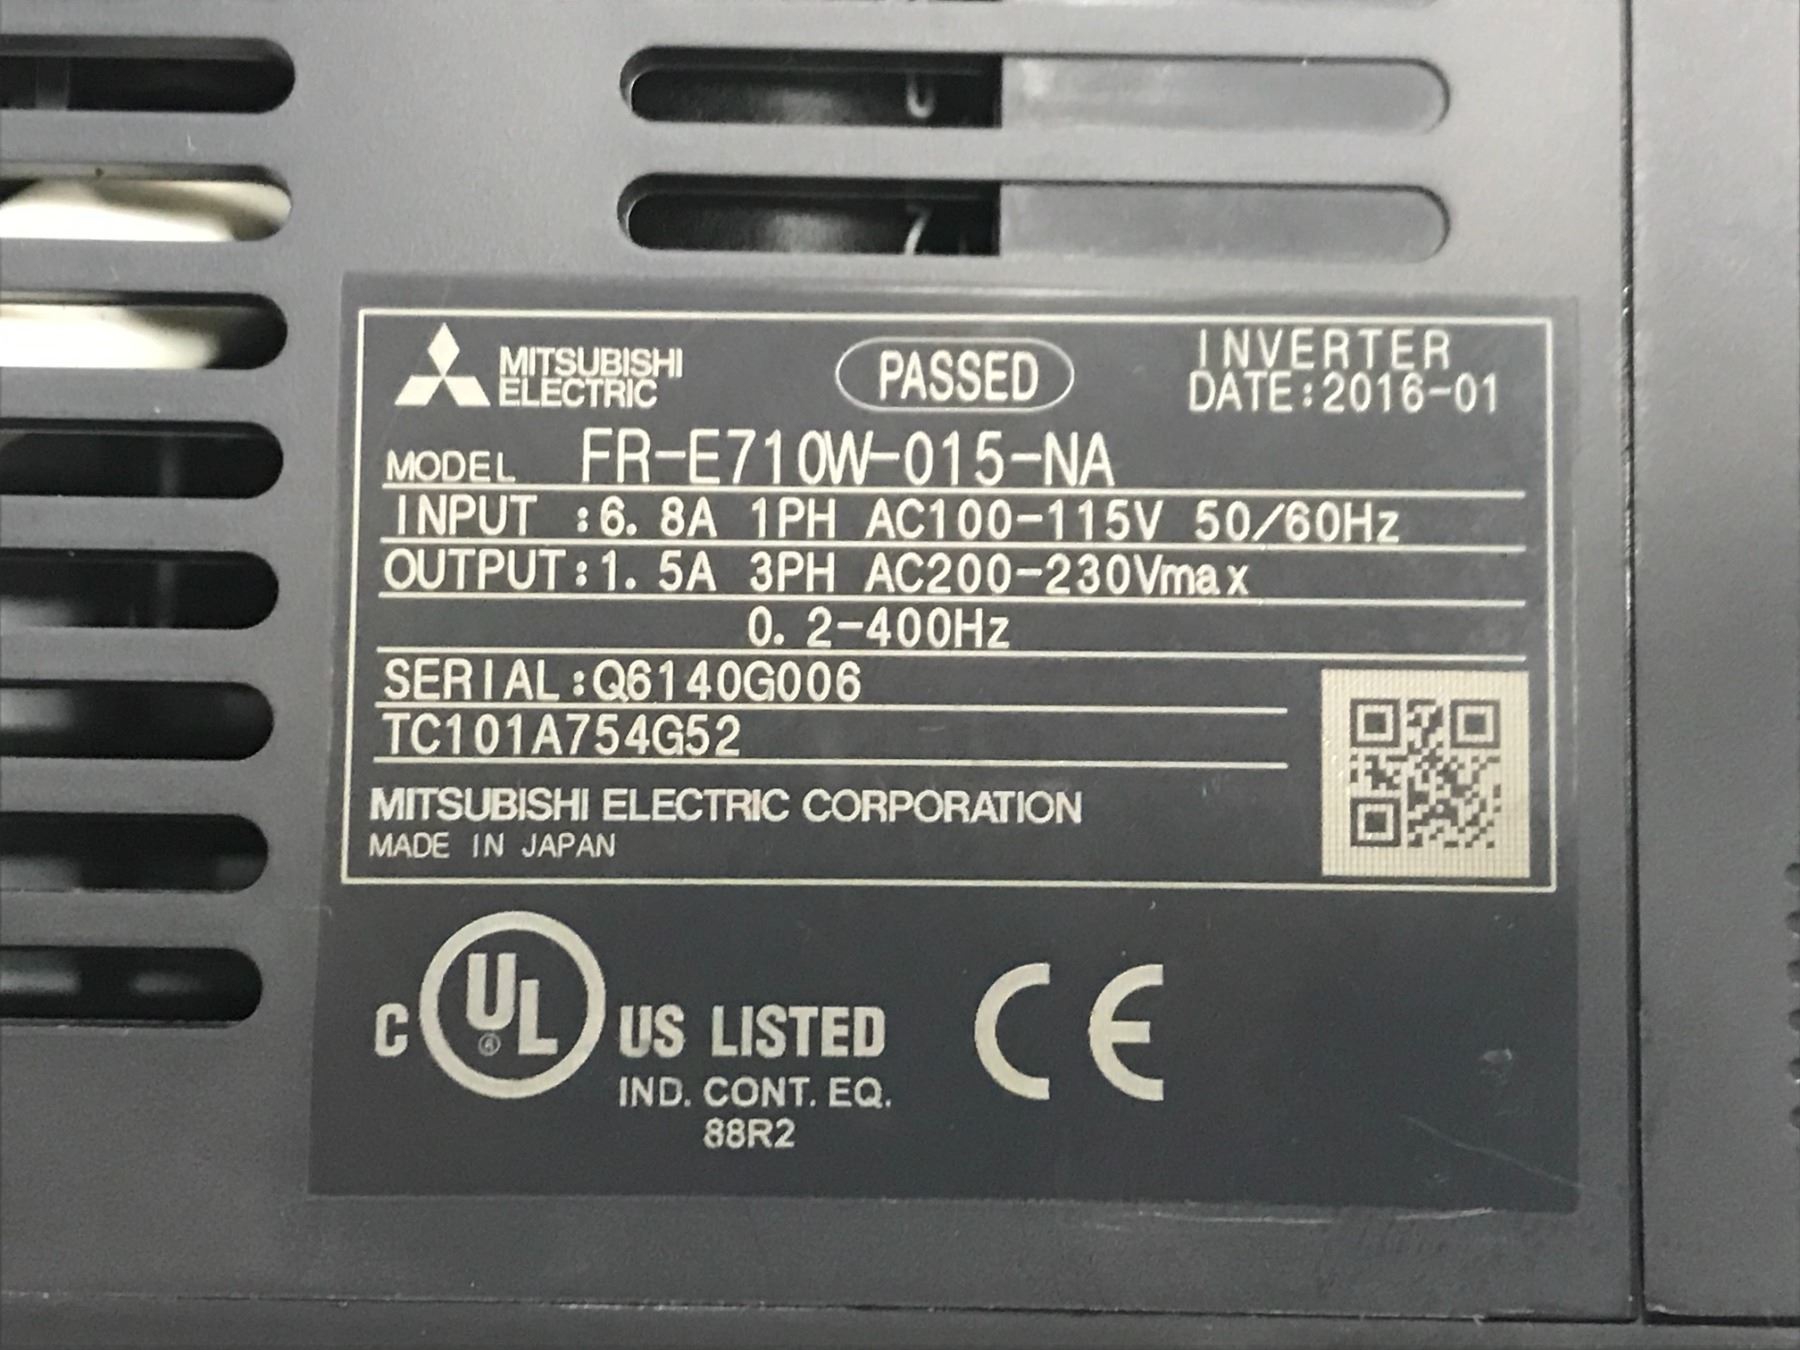 MITSUBISHI
ELECTRIC
PASSED
INVERTER
DATE:2016-01
MODEL FR-E710W-015-NA
INPUT :6.8A 1PH AC100-115V 50/60Hz
OUTPUT:1.5A 3PH AC200-230Vmax
0.2-400Hz
SERIAL:Q6140G006
TC101A754G52
MITSUBISHI ELECTRIC CORPORATION
MADE IN JAPAN
C UL ® US LISTED
IND. CONT. EQ.
88R2
CE